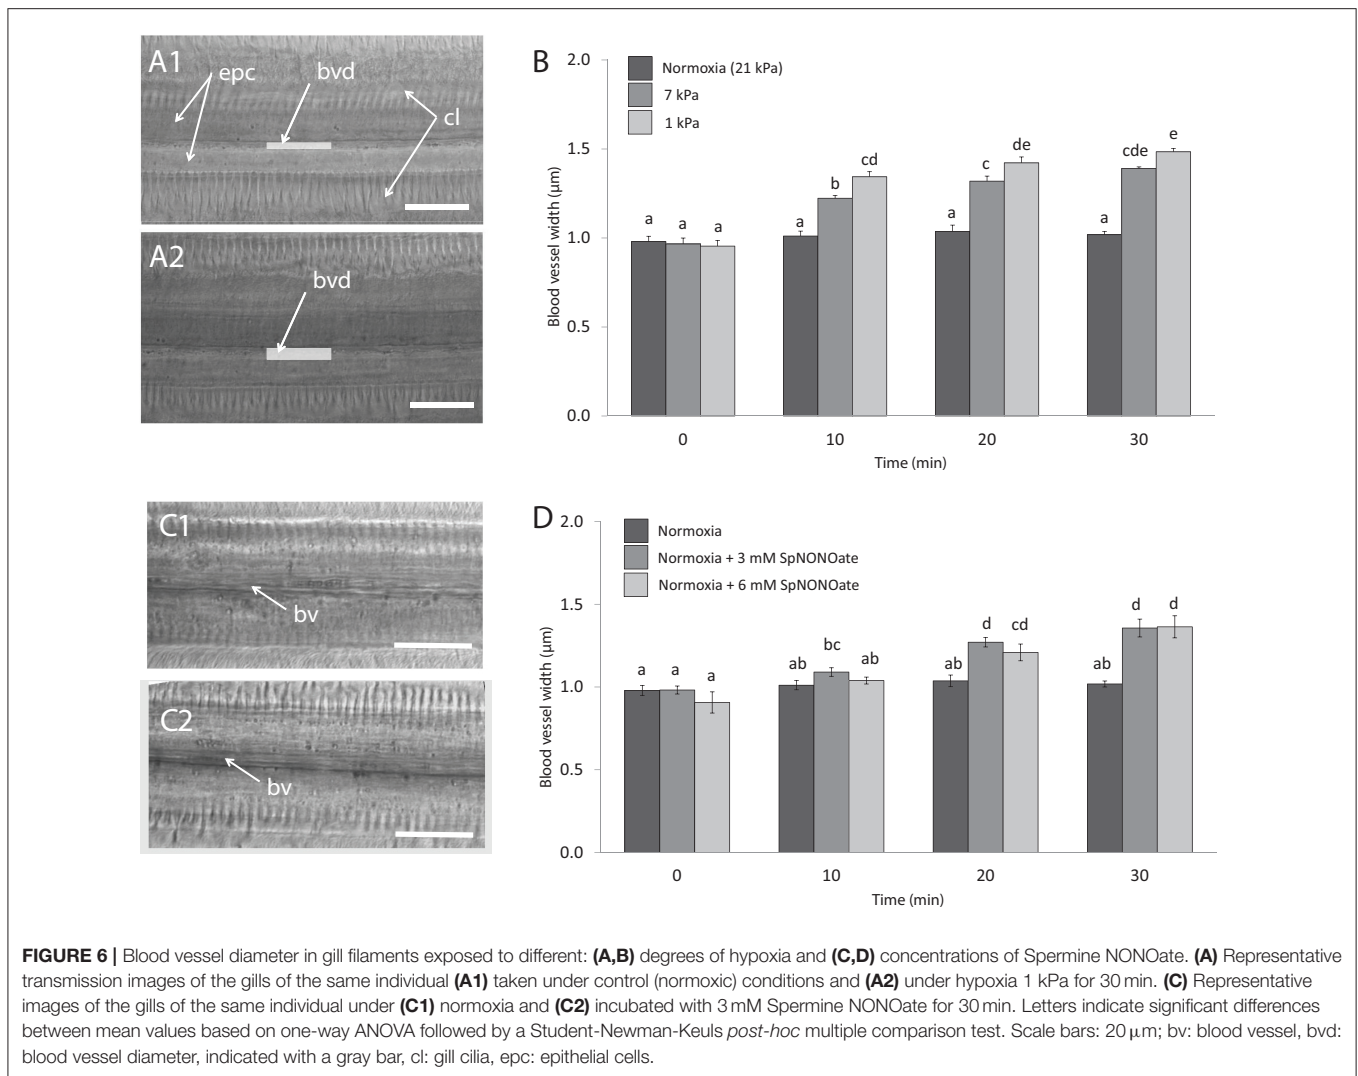 A1
epc
bvd
cl
A2
bvd
B
2.0
1.5
1.0
0.5
0.0
Blood vessel width (µm)
Normoxia (21 kPa)
7 kPa
1 kPa
a a a
a b cd
a c de
a cde e
0 10 20 30
Time (min)
C1
bv
C2
bv
D
2.0
1.5
1.0
0.5
0.0
Blood vessel width (µm)
Normoxia
Normoxia + 3 mM SpNONOate
Normoxia + 6 mM SpNONOate
a a a
ab bc ab
ab d cd
ab d d
0 10 20 30
Time (min)
FIGURE 6 | Blood vessel diameter in gill filaments exposed to different: (A,B) degrees of hypoxia and (C,D) concentrations of Spermine NONOate. (A) Representative
transmission images of the gills of the same individual (A1) taken under control (normoxic) conditions and (A2) under hypoxia 1 kPa for 30 min. (C) Representative
images of the gills of the same individual under (C1) normoxia and (C2) incubated with 3 mM Spermine NONOate for 30 min. Letters indicate significant differences
between mean values based on one-way ANOVA followed by a Student-Newman-Keuls post-hoc multiple comparison test. Scale bars: 20 µm; bv: blood vessel, bvd:
blood vessel diameter, indicated with a gray bar, cl: gill cilia, epc: epithelial cells.